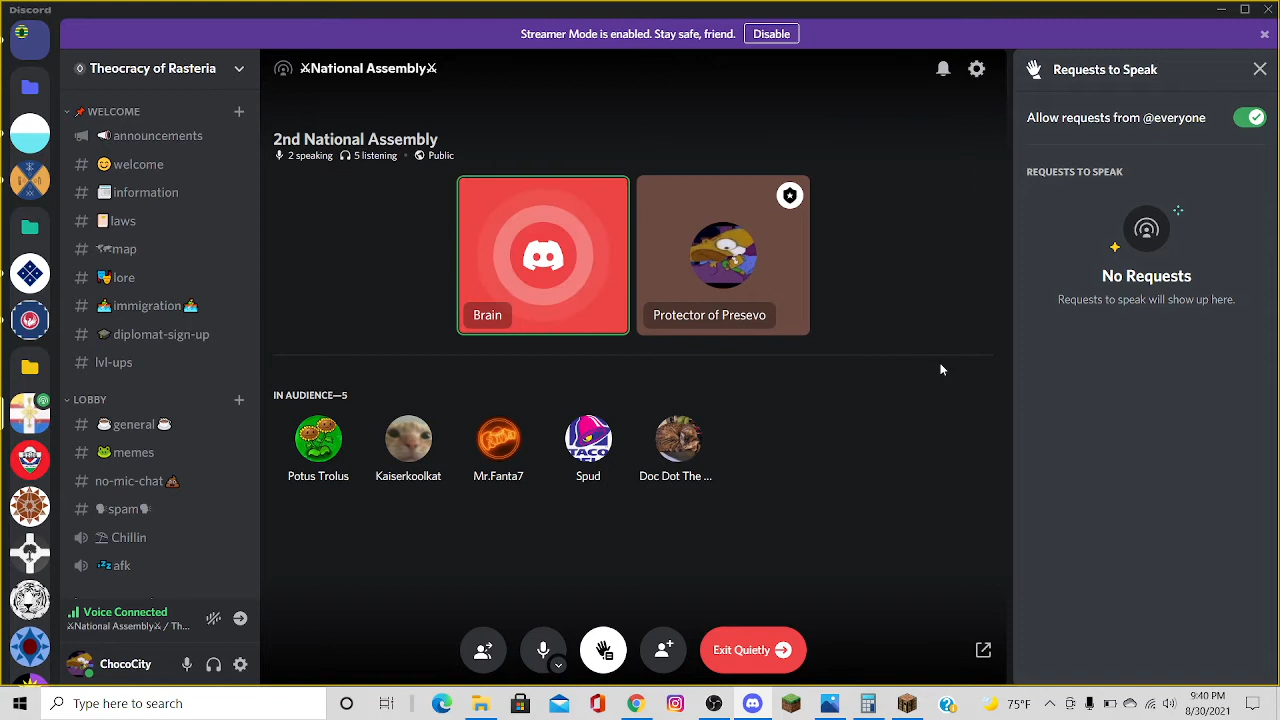 Discord
Streamer Mode is enabled. Stay safe, friend.
Disable
Theocracy of Rasteria
⚔National Assembly⚔
Requests to Speak
WELCOME
📢announcements
😊welcome
information
📜laws
🗺map
🎭lore
immigration
🎓diplomat-sign-up
lvl-ups
LOBBY
☕general☕
🐸memes
no-mic-chat💩
🗣spam🗣
⛱Chillin
💤afk
Voice Connected
⚔National Assembly⚔ / Th...
ChocoCity
2nd National Assembly
2 speaking
5 listening
Public
Brain
Protector of Presevo
IN AUDIENCE—5
TACO
Potus Trolus
Kaiserkoolkat
Mr.Fanta7
Spud
Doc Dot The ...
Exit Quietly
Allow requests from @everyone
REQUESTS TO SPEAK
No Requests
Requests to speak will show up here.
Type here to search
75°F
9:40 PM
8/30/2021